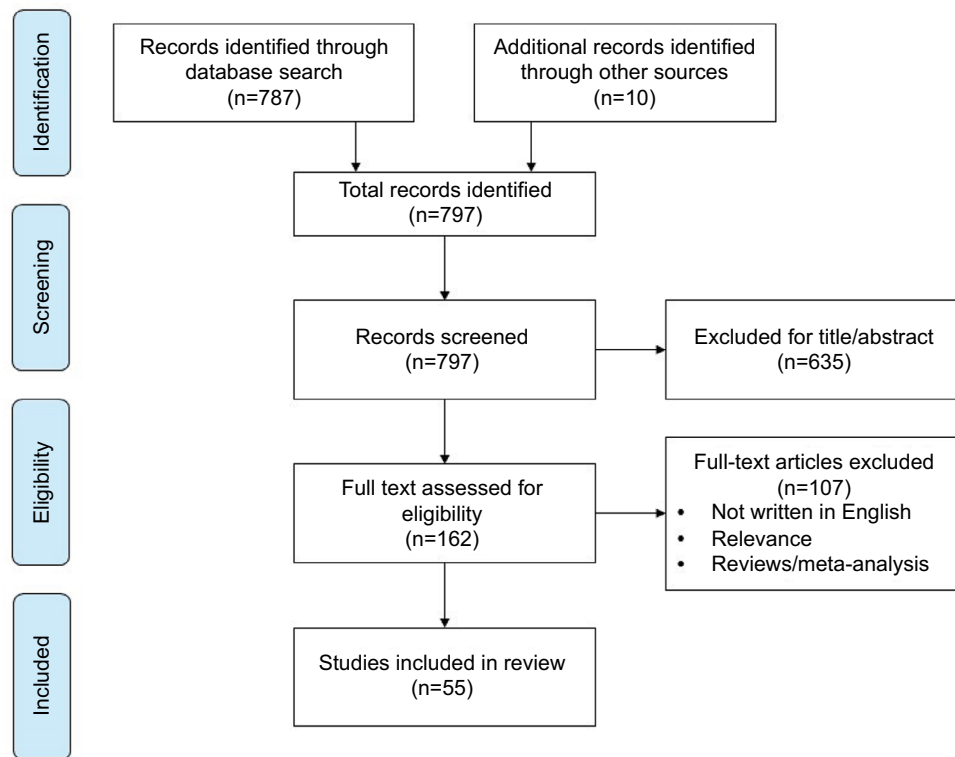 Identification
Records identified through
database search
(n=787)
Additional records identified
through other sources
(n=10)
Total records identified
(n=797)
Screening
Records screened
(n=797)
Excluded for title/abstract
(n=635)
Eligibility
Full text assessed for
eligibility
(n=162)
Full-text articles excluded
(n=107)
• Not written in English
• Relevance
• Reviews/meta-analysis
Included
Studies included in review
(n=55)